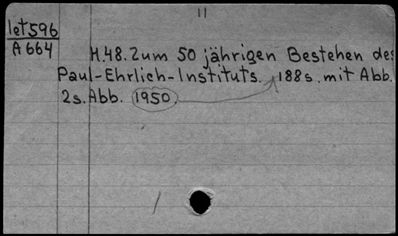 11
let596
A664
H.48. Zum 50 jährigen Bestehen des
Paul-Ehrlich-Instituts. 188s. mit Abb.
2s. Abb. 1950.